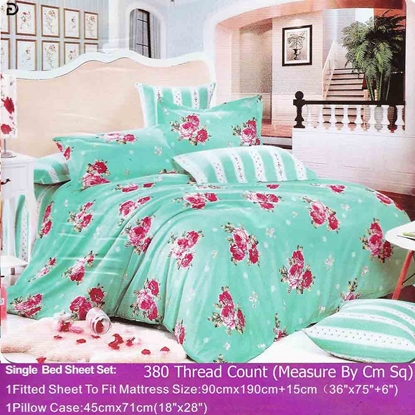 Single Bed Sheet Set: 380 Thread Count (Measure By Cm Sq)
1Fitted Sheet To Fit Mattress Size:90cmx190cm+15cm (36"x75"+6")
1Pillow Case:45cmx71cm(18"x28")